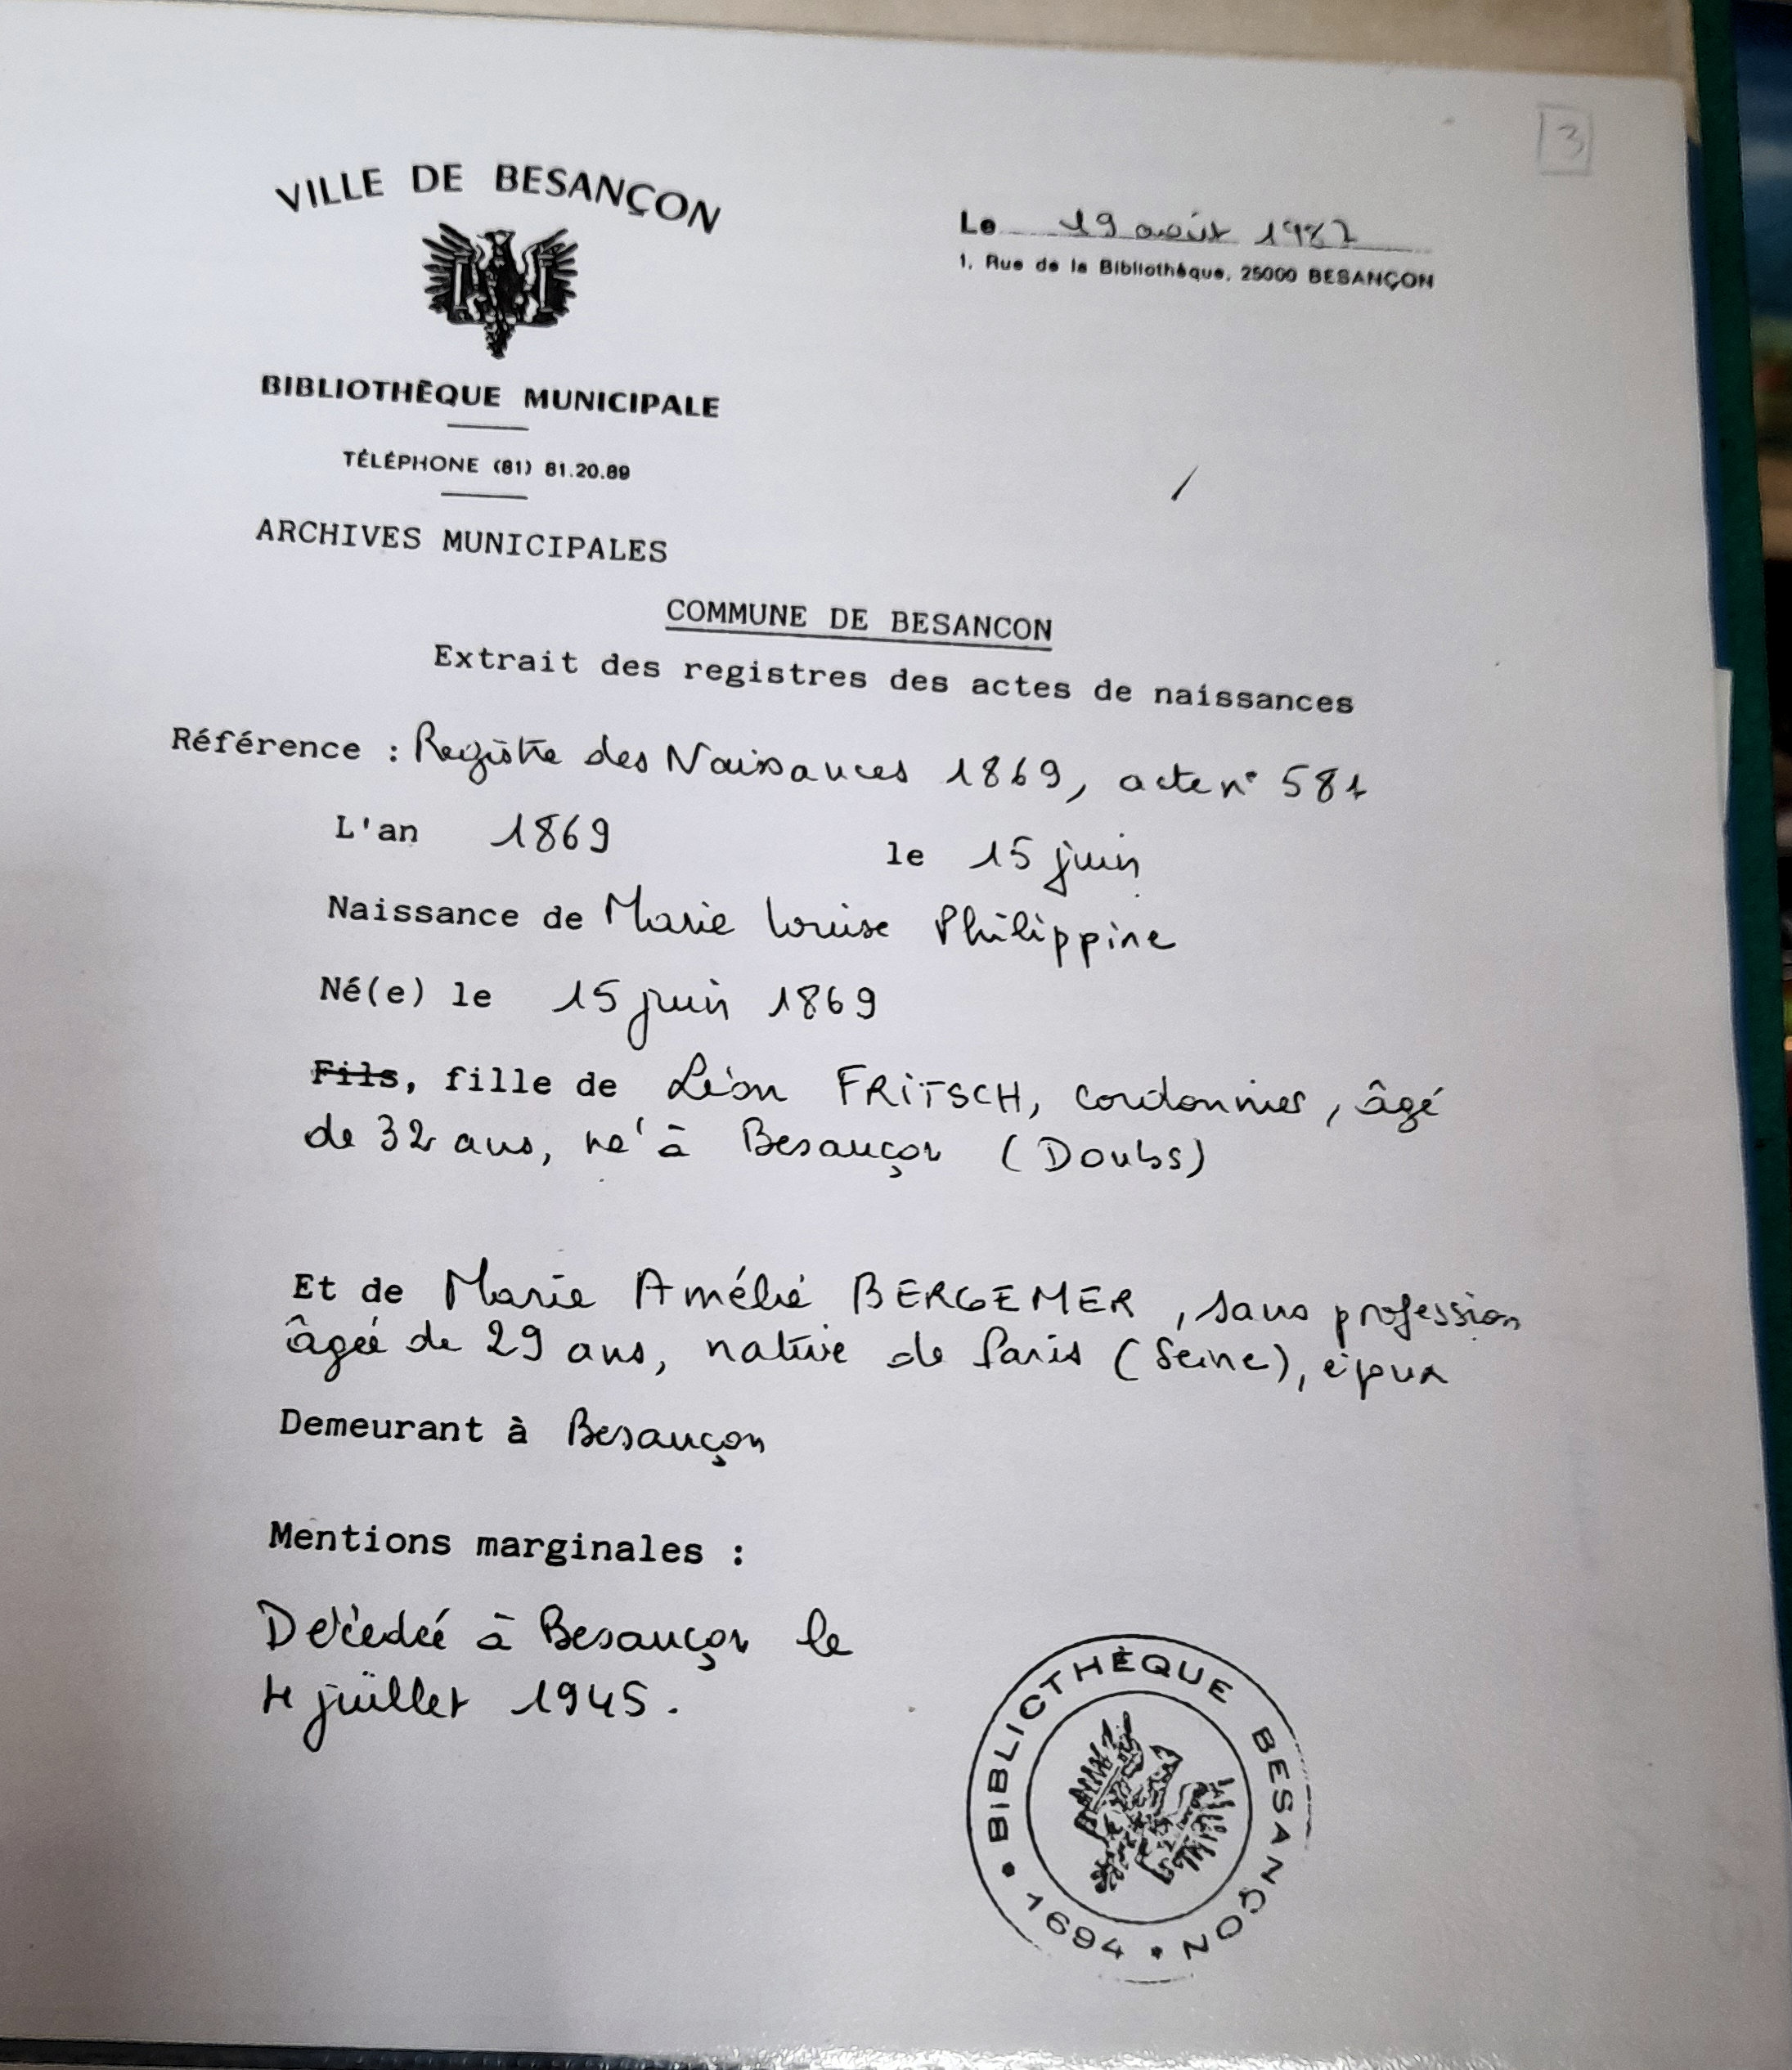 3
VILLE DE BESANÇON
Le 19 août 1987
1, Rue de la Bibliothèque, 25000 BESANÇON
BIBLIOTHÈQUE MUNICIPALE
TÉLÉPHONE (81) 81.20.89
ARCHIVES MUNICIPALES
COMMUNE DE BESANCON
Extrait des registres des actes de naissances
Référence : Registre des Naissances 1869, acte n° 581
L'an 1869 le 15 juin
Naissance de Marie Louise Philippine
Né(e) le 15 juin 1869
Fils, fille de Léon FRITSCH, cordonnier, âgé
de 32 ans, né à Besançon (Doubs)
Et de Marie Amélie BERGEMER, sans profession
âgée de 29 ans, native de Paris (Seine), époux
Demeurant à Besançon
Mentions marginales :
Décédée à Besançon le
4 juillet 1945.
BIBLIOTHÈQUE BESANÇON
1694